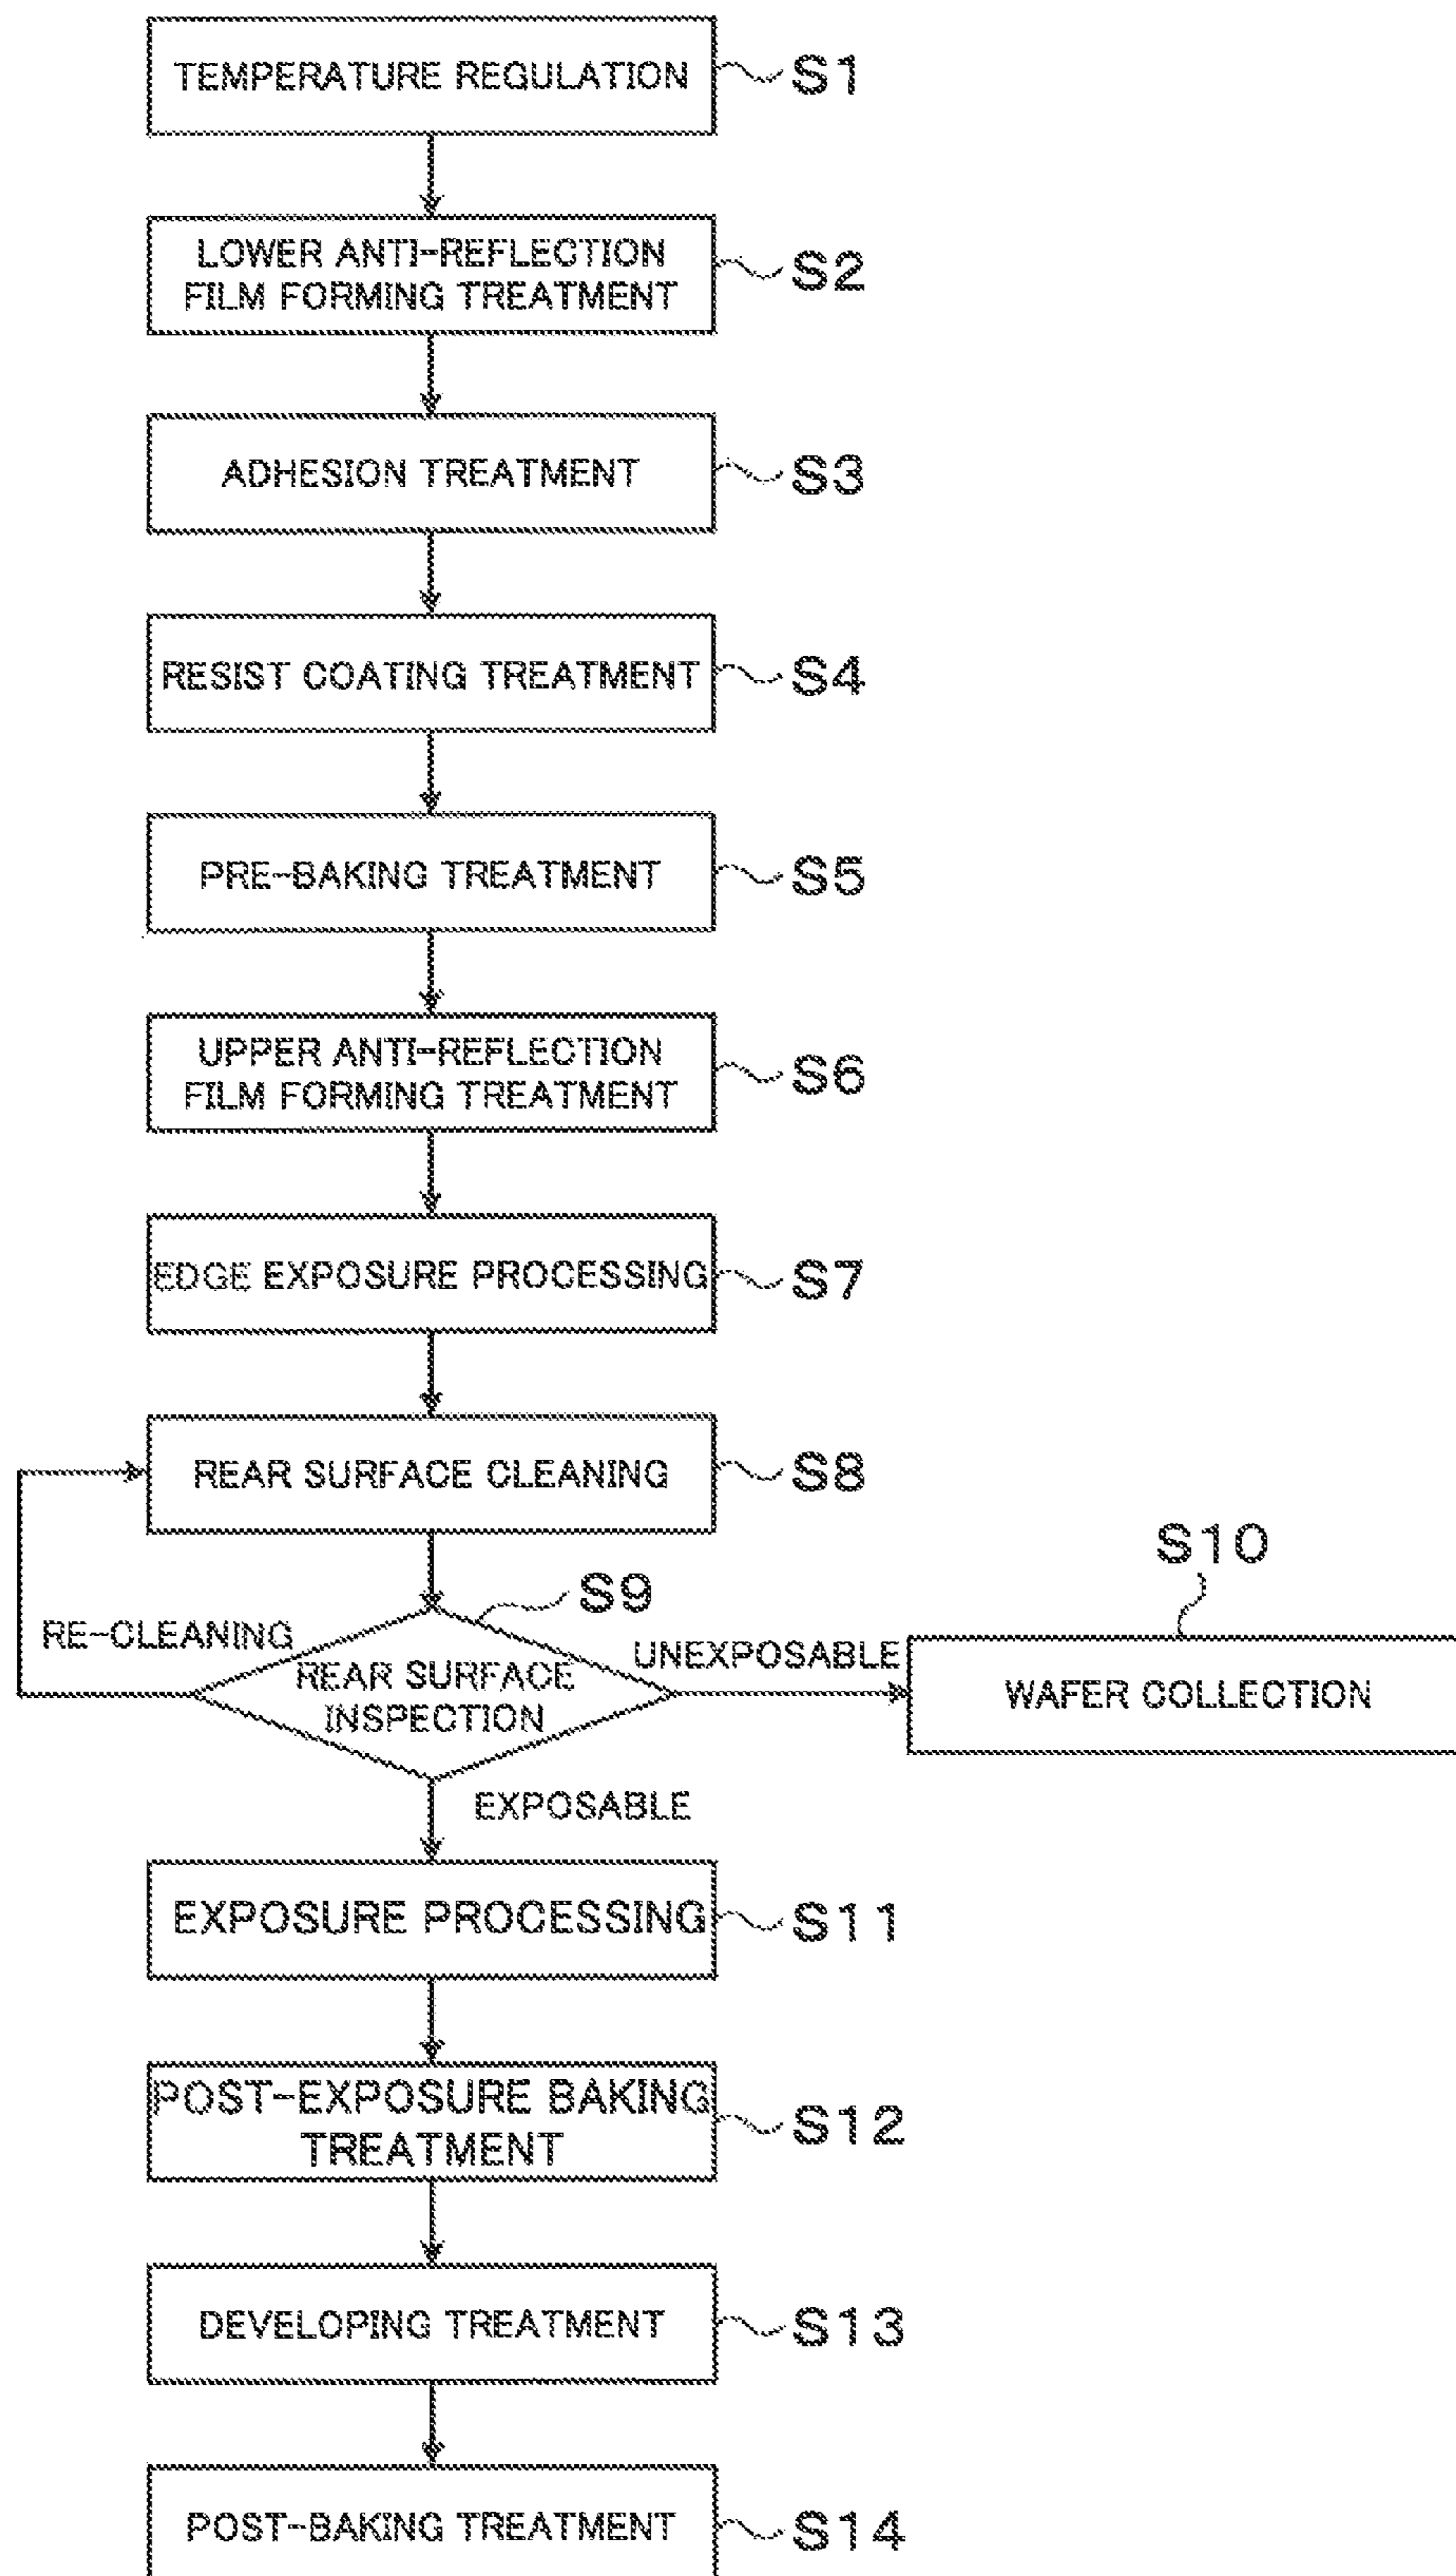 TEMPERATURE REGULATION
S1
LOWER ANTI-REFLECTION
FILM FORMING TREATMENT
S2
ADHESION TREATMENT
S3
RESIST COATING TREATMENT
S4
PRE-BAKING TREATMENT
S5
UPPER ANTI-REFLECTION
FILM FORMING TREATMENT
S6
EDGE EXPOSURE PROCESSING
S7
REAR SURFACE CLEANING
S8
S10
S9
RE-CLEANING
UNEXPOSABLE
REAR SURFACE
INSPECTION
WAFER COLLECTION
EXPOSABLE
EXPOSURE PROCESSING
S11
POST-EXPOSURE BAKING
TREATMENT
S12
DEVELOPING TREATMENT
S13
POST-BAKING TREATMENT
S14